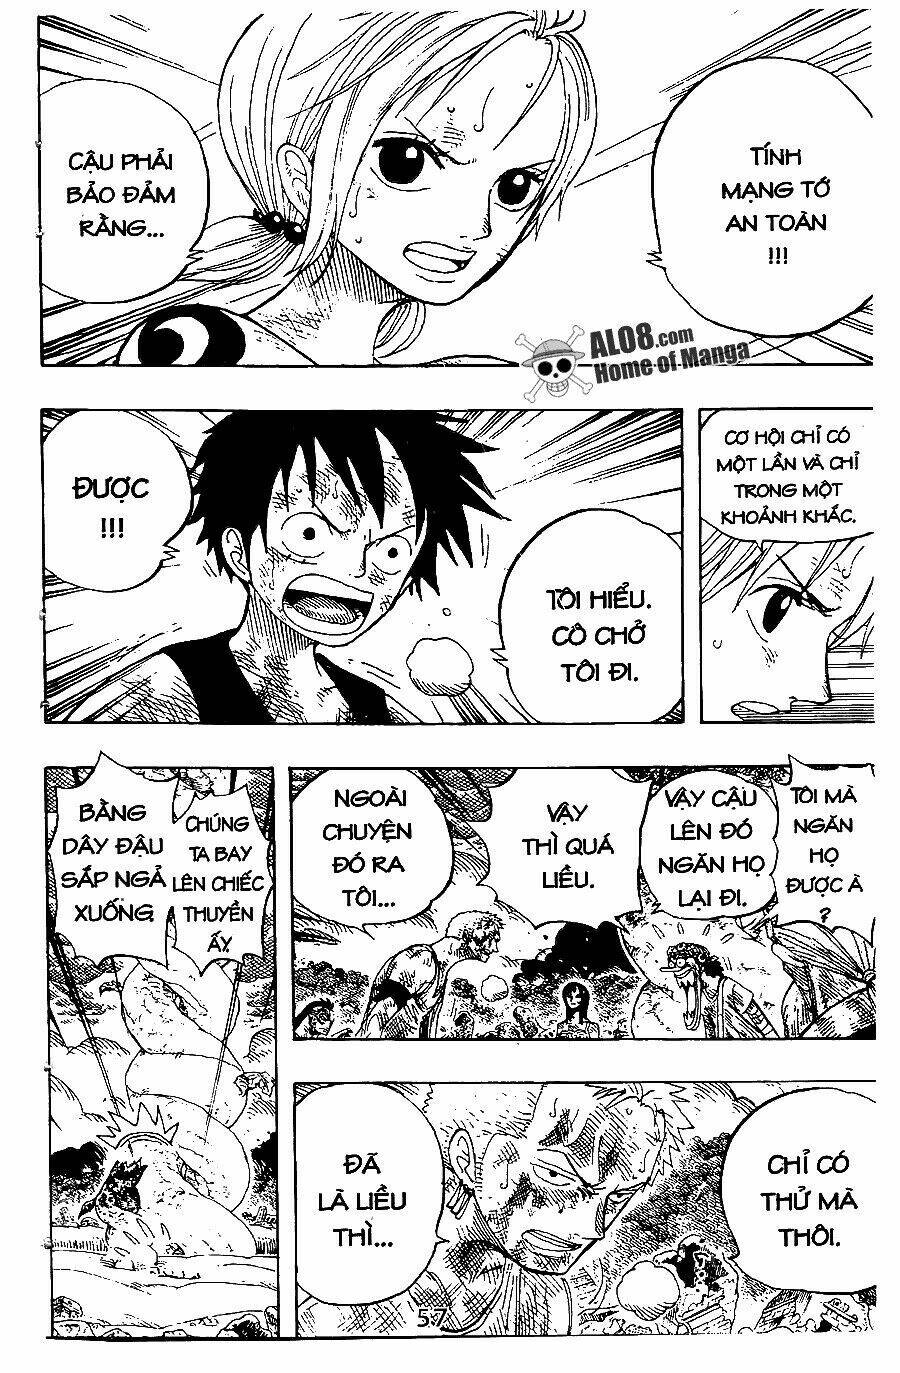 TÍNH
MẠNG TỚ
AN TOÀN
!!!
CẬU PHẢI
BẢO ĐẢM
RẰNG...
ALO8.com
Home of Manga
CƠ HỘI CHỈ CÓ
MỘT LẦN VÀ CHỈ
TRONG MỘT
KHOẢNH KHẮC.
TÔI HIỂU.
CÔ CHỞ
TÔI ĐI.
ĐƯỢC
!!!
TÔI MÀ
NGĂN
HỌ
ĐƯỢC À
?
VẬY CẬU
LÊN ĐÓ
NGĂN HỌ
LẠI ĐI.
VẬY
THÌ QUÁ
LIỀU.
NGOÀI
CHUYỆN
ĐÓ RA
TÔI...
CHÚNG
TA BAY
LÊN CHIẾC
THUYỀN
ẤY.
BẰNG
DÂY ĐẬU
SẮP NGẢ
XUỐNG.
CHỈ CÓ
THỬ MÀ
THÔI.
ĐÃ
LÀ LIỀU
THÌ...
57